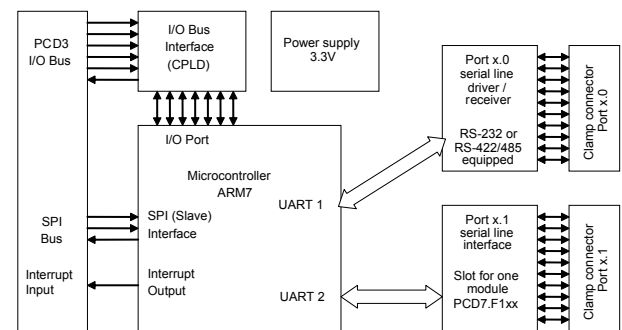 PCD3
I/O Bus
I/O Bus
Interface
(CPLD)
Power supply
3.3V
Port x.0
serial line
driver /
receiver
RS-232 or
RS-422/485
equipped
Clamp connector
Port x.0
I/O Port
Microcontroller
ARM7
UART 1
SPI
Bus
SPI (Slave)
Interface
Interrupt
Input
Interrupt
Output
UART 2
Port x.1
serial line
interface
Slot for one
module
PCD7.F1xx
Clamp connector
Port x.1